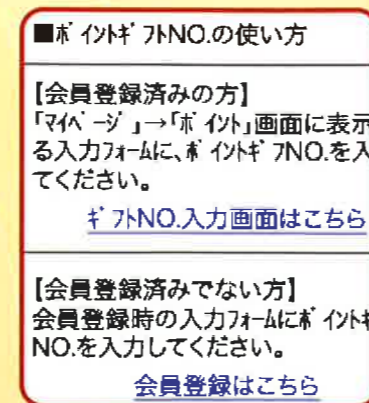 ■ﾎﾟｲﾝﾄｷﾞﾌﾄNO.の使い方
【会員登録済みの方】
「ﾏｲﾍﾟｰｼﾞ」→「ﾎﾟｲﾝﾄ」画面に表示
る入力ﾌｫｰﾑに、ﾎﾟｲﾝﾄｷﾞﾌNO.を入
てください。
ｷﾞﾌﾄNO.入力画面はこちら
【会員登録済みでない方】
会員登録時の入力ﾌｫｰﾑにﾎﾟｲﾝﾄｷ
NO.を入力してください。
会員登録はこちら